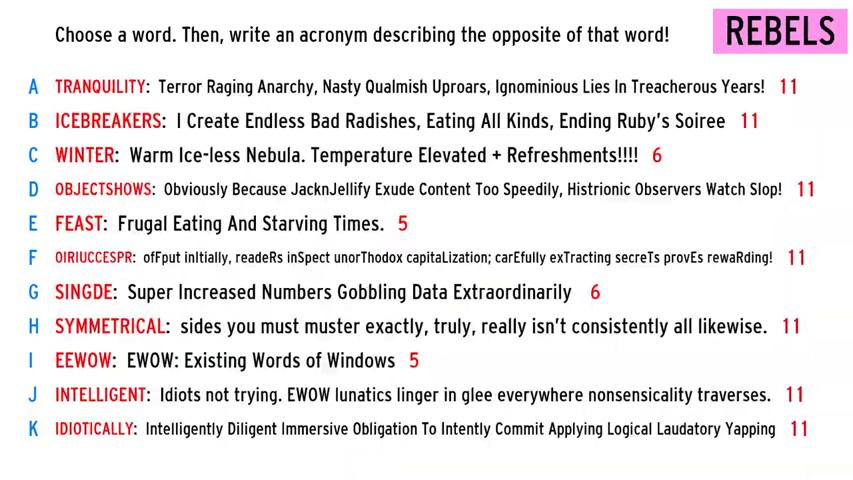 Choose a word. Then, write an acronym describing the opposite of that word!
REBELS
A TRANQUILITY: Terror Raging Anarchy, Nasty Qualmish Uproars, Ignominious Lies In Treacherous Years! 11
B ICEBREAKERS: I Create Endless Bad Radishes, Eating All Kinds, Ending Ruby's Soiree 11
C WINTER: Warm Ice-less Nebula. Temperature Elevated + Refreshments!!!! 6
D OBJECTSHOWS: Obviously Because JacknJellify Exude Content Too Speedily, Histrionic Observers Watch Slop! 11
E FEAST: Frugal Eating And Starving Times. 5
F OIRIUCCESPR: ofFput inItially, readeRs inSpect unorThodox capitaLization; carEfully exTracting secreTs provEs rewaRding! 11
G SINGDE: Super Increased Numbers Gobbling Data Extraordinarily 6
H SYMMETRICAL: sides you must muster exactly, truly, really isn't consistently all likewise. 11
I EEWOW: EWOW: Existing Words of Windows 5
J INTELLIGENT: Idiots not trying. EWOW lunatics linger in glee everywhere nonsensicality traverses. 11
K IDIOTICALLY: Intelligently Diligent Immersive Obligation To Intently Commit Applying Logical Laudatory Yapping 11